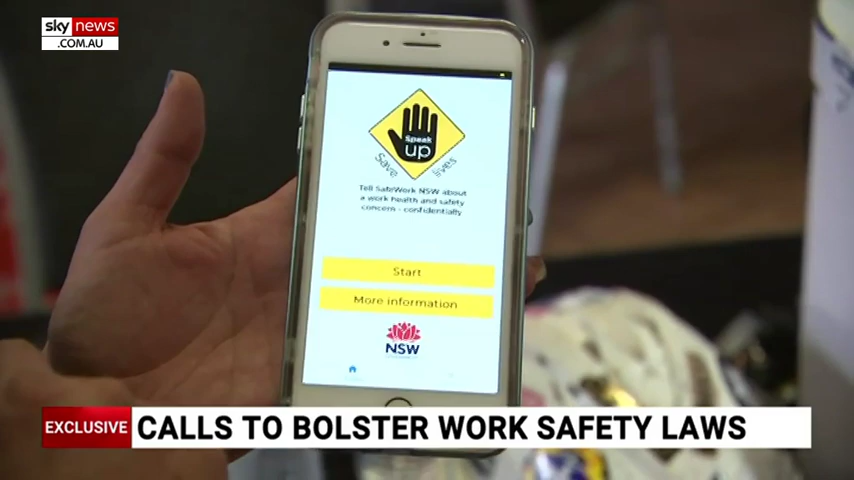 sky news
.COM.AU
Speak
up
Save lives
Tell SafeWork NSW about
a work health and safety
concern - confidentially
Start
More information
NSW
EXCLUSIVE CALLS TO BOLSTER WORK SAFETY LAWS